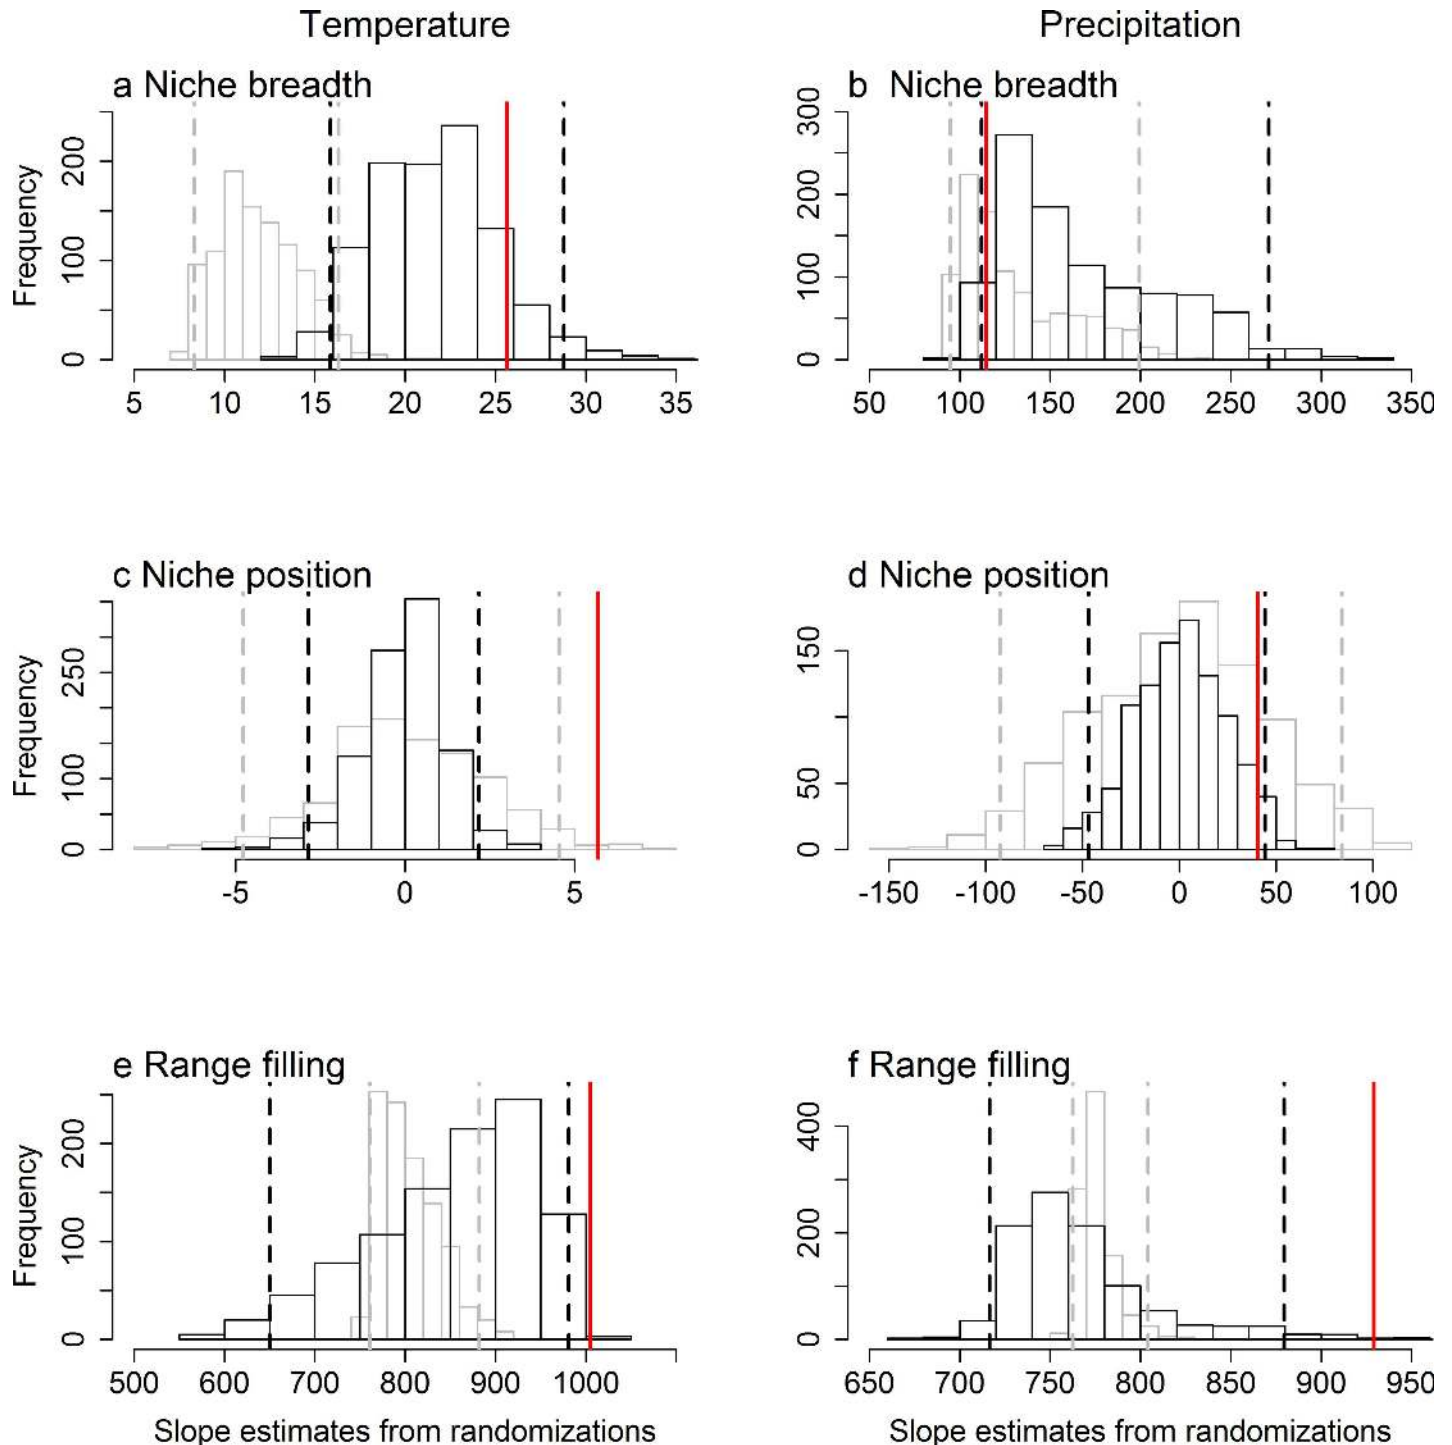 Temperature Precipitation
a Niche breadth b Niche breadth
Frequency
0 100 200
5 10 15 20 25 30 35
0 100 200 300
50 100 150 200 250 300 350
c Niche position d Niche position
Frequency
0 100 250
-5 0 5
0 50 150
-150 -100 -50 0 50 100
e Range filling f Range filling
Frequency
0 100 200
500 600 700 800 900 1000
0 200 400
650 700 750 800 850 900 950
Slope estimates from randomizations Slope estimates from randomizations